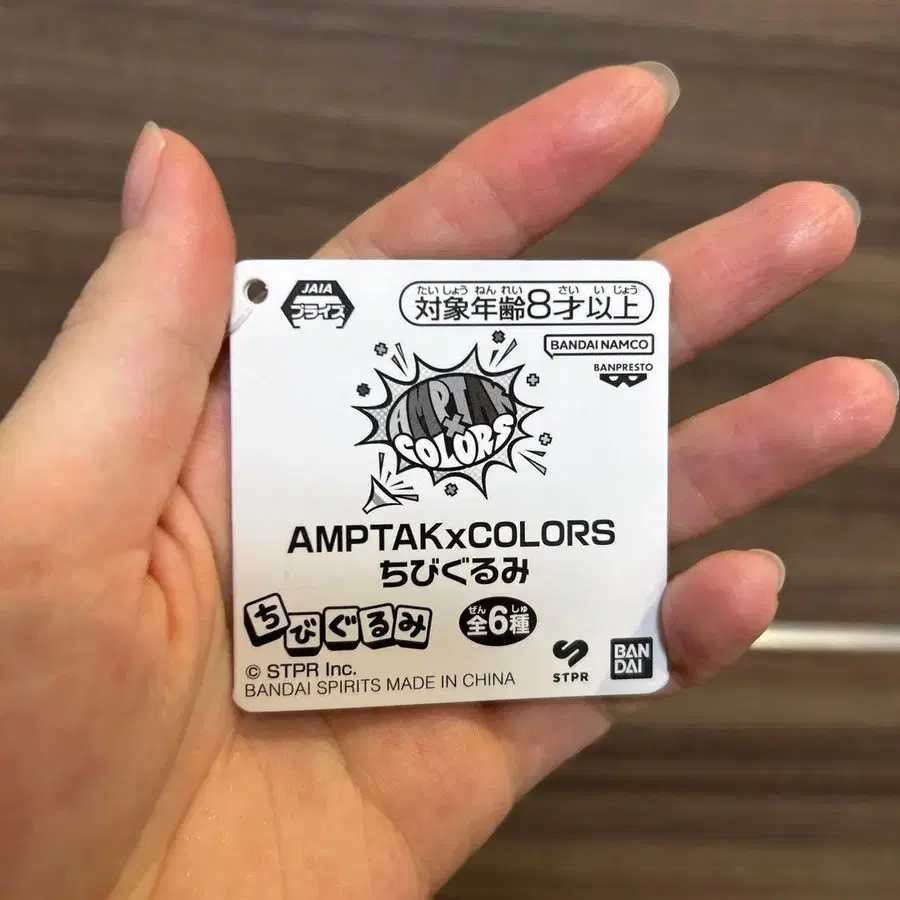 JAIA
プライズ
たいしょうねんれい さい いじょう
対象年齢8才以上
BANDAI NAMCO
BANPRESTO
AMPTAK
×
COLORS
AMPTAKxCOLORS
ちびぐるみ
ちびぐるみ
ぜん しゅ
全6種
© STPR Inc.
BANDAI SPIRITS MADE IN CHINA
STPR
BAN
DAI